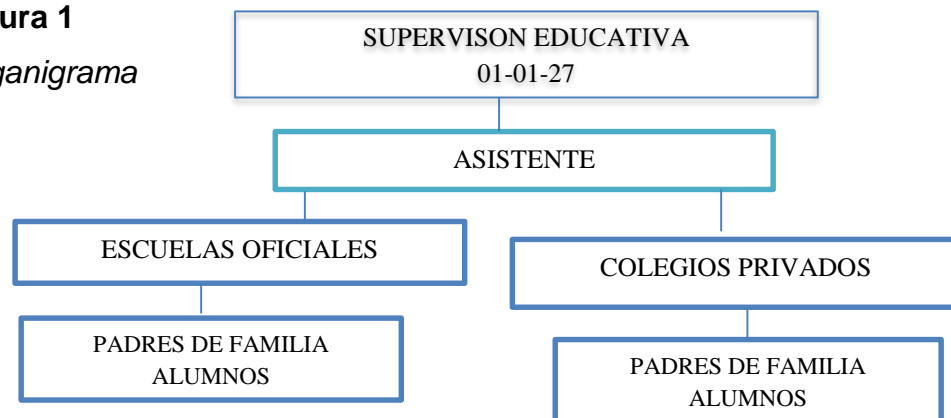 ura 1
ganigrama
SUPERVISON EDUCATIVA
01-01-27
ASISTENTE
ESCUELAS OFICIALES
COLEGIOS PRIVADOS
PADRES DE FAMILIA
ALUMNOS
PADRES DE FAMILIA
ALUMNOS